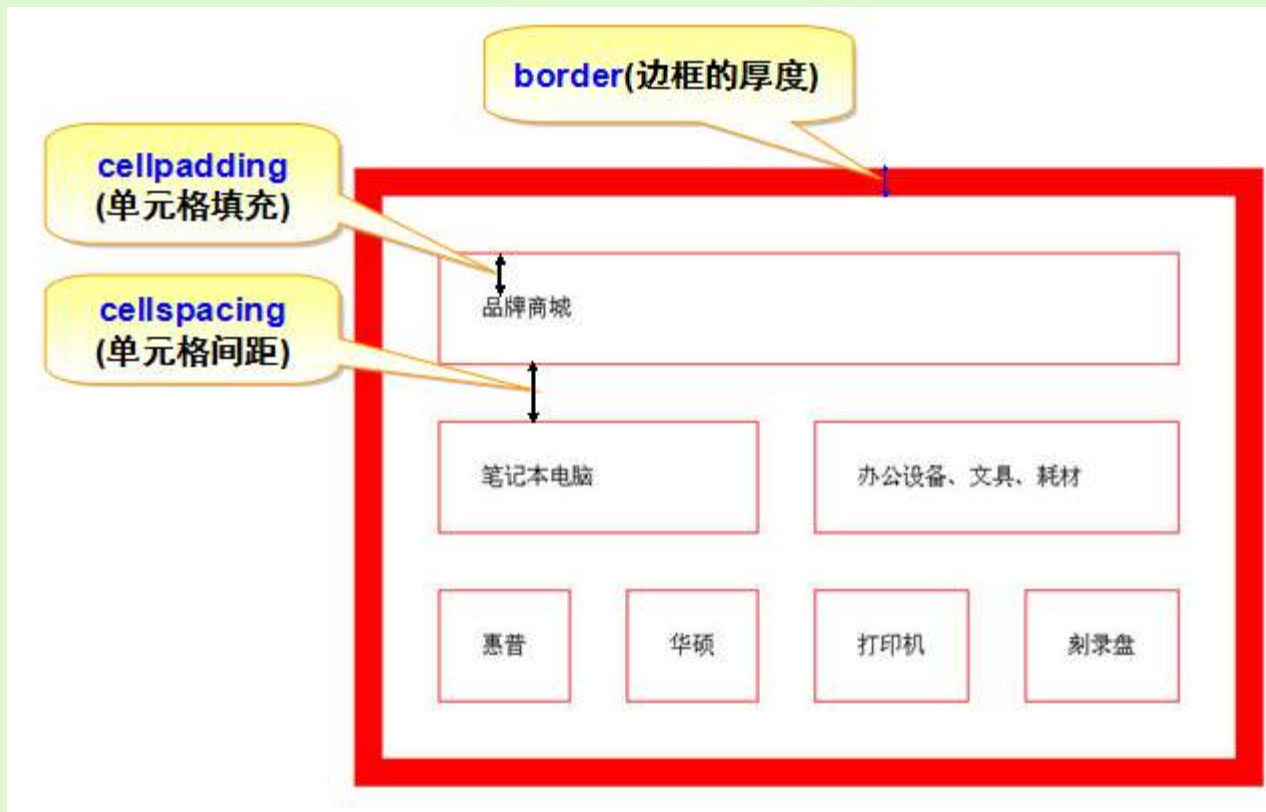 border(边框的厚度)
cellpadding
(单元格填充)
品牌商城
cellspacing
(单元格间距)
笔记本电脑
办公设备、文具、耗材
惠普
华硕
打印机
刻录盘